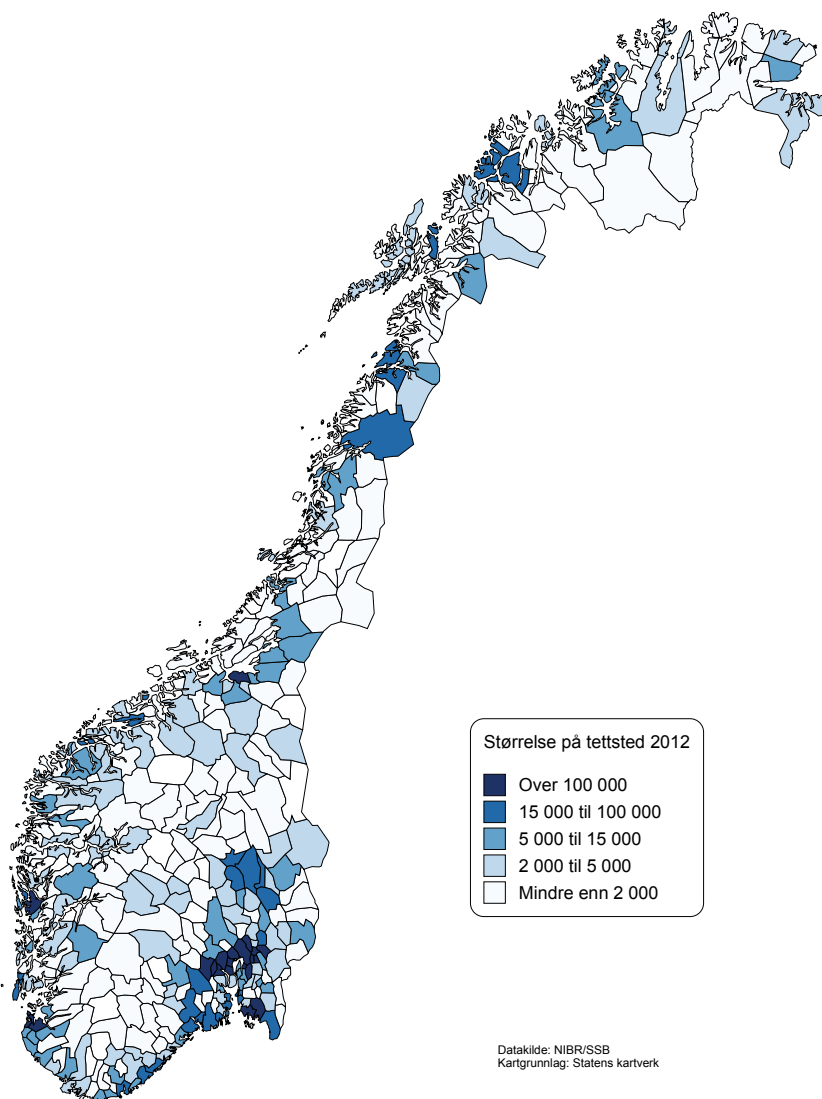 Størrelse på tettsted 2012
Over 100 000
15 000 til 100 000
5 000 til 15 000
2 000 til 5 000
Mindre enn 2 000
Datakilde: NIBR/SSB
Kartgrunnlag: Statens kartverk